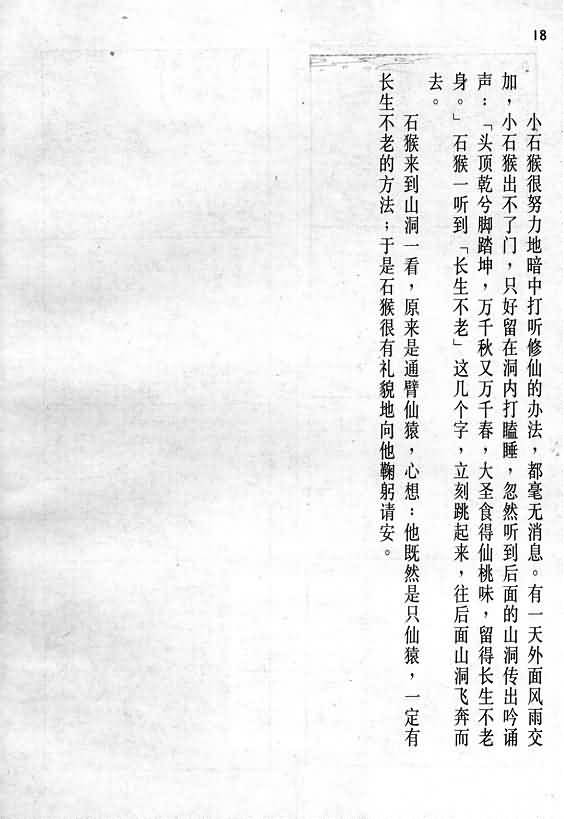 18
小石猴很努力地暗中打听修仙的办法，都毫无消息。有一天外面风雨交
加，小石猴出不了门，只好留在洞内打瞌睡，忽然听到后面的山洞传出吟诵
声：「头顶乾兮脚踏坤，万千秋又万千春，大圣食得仙桃味，留得长生不老
身。」石猴一听到「长生不老」这几个字，立刻跳起来，往后面山洞飞奔而
去。
石猴来到山洞一看，原来是通臂仙猿，心想：他既然是只仙猿，一定有
长生不老的方法；于是石猴很有礼貌地向他鞠躬请安。